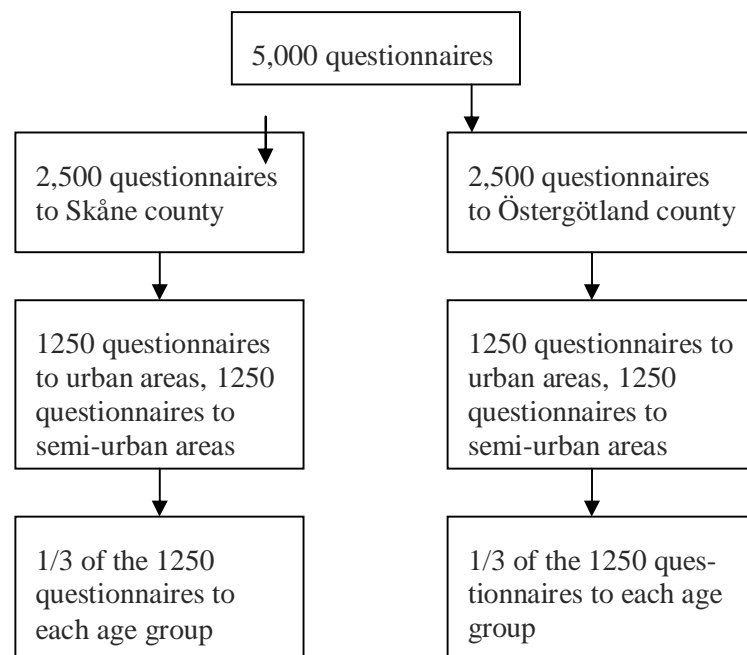 5,000 questionnaires
2,500 questionnaires
to Skåne county
2,500 questionnaires
to Östergötland county
1250 questionnaires
to urban areas, 1250
questionnaires to
semi-urban areas
1250 questionnaires to
urban areas, 1250
questionnaires to
semi-urban areas
1/3 of the 1250
questionnaires to
each age group
1/3 of the 1250 ques-
tionnaires to each age
group